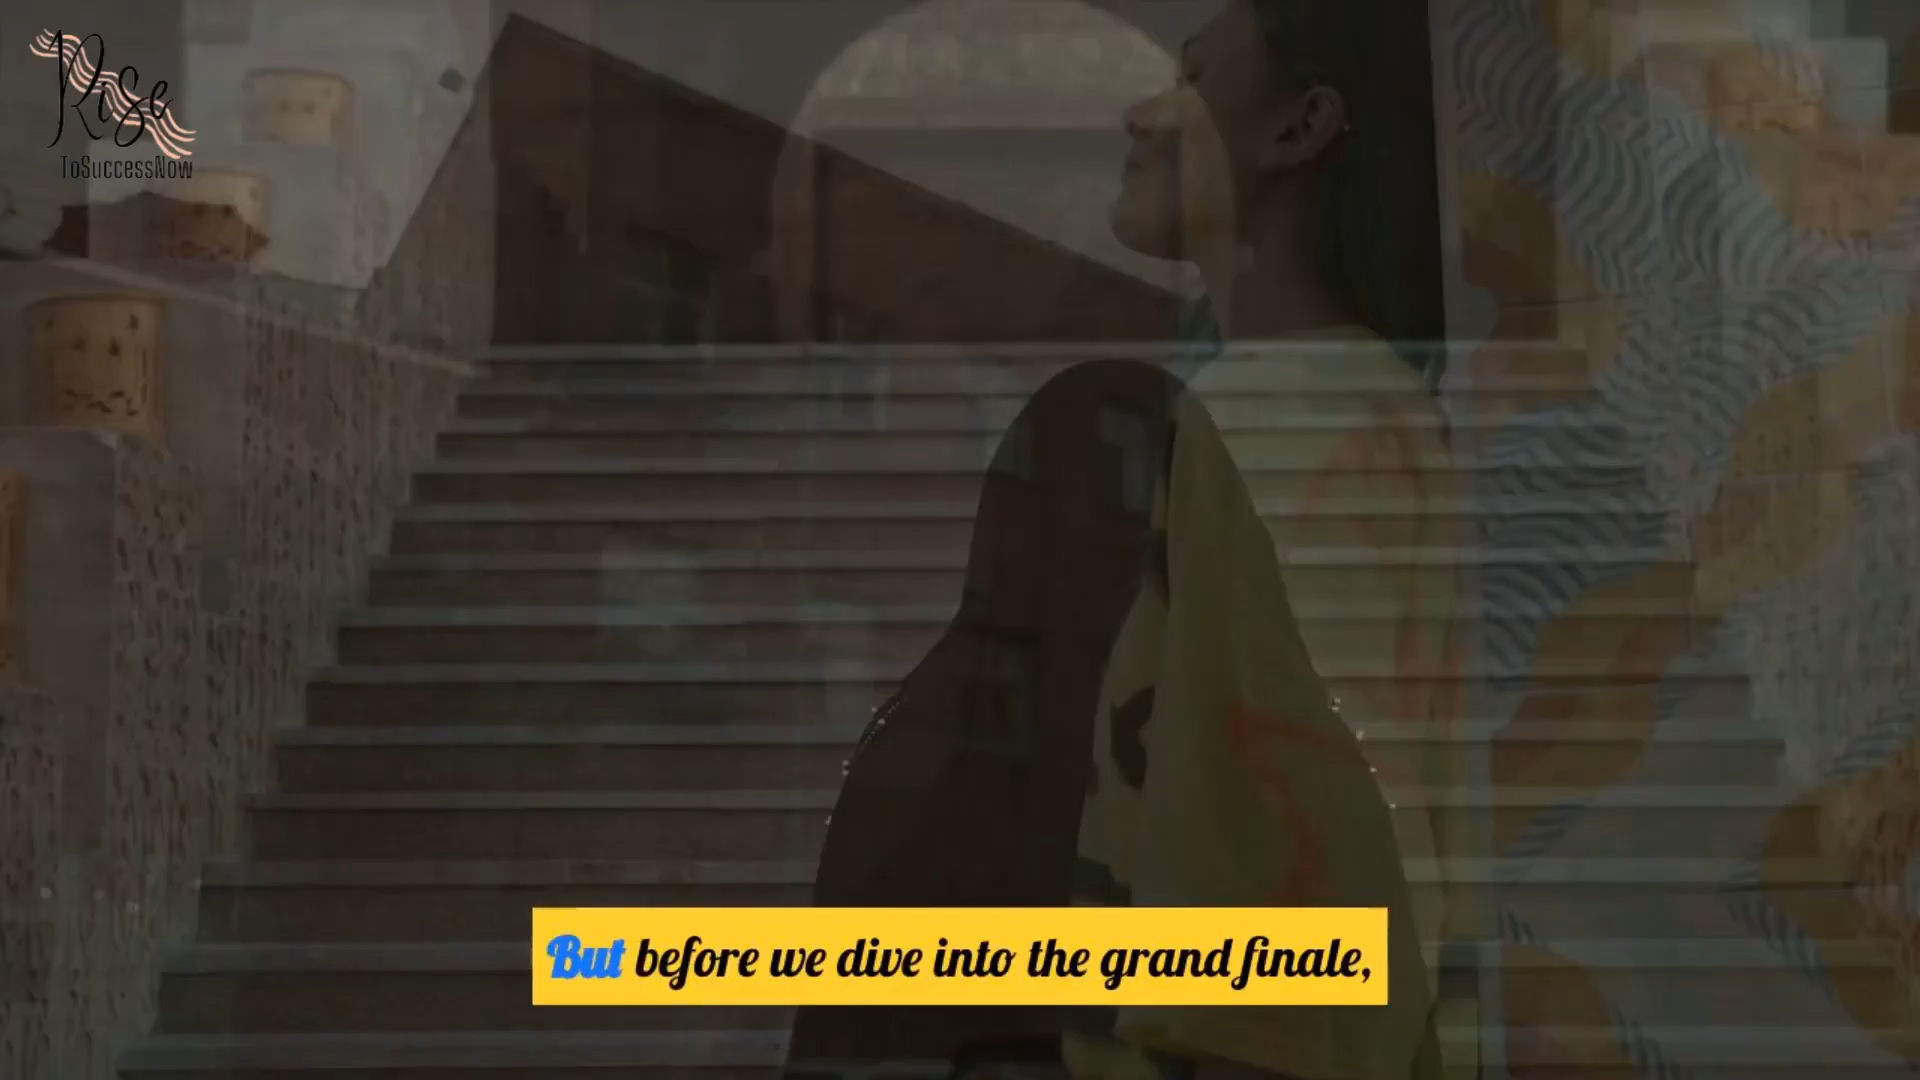 Rise
ToSuccessNow
But before we dive into the grand finale,